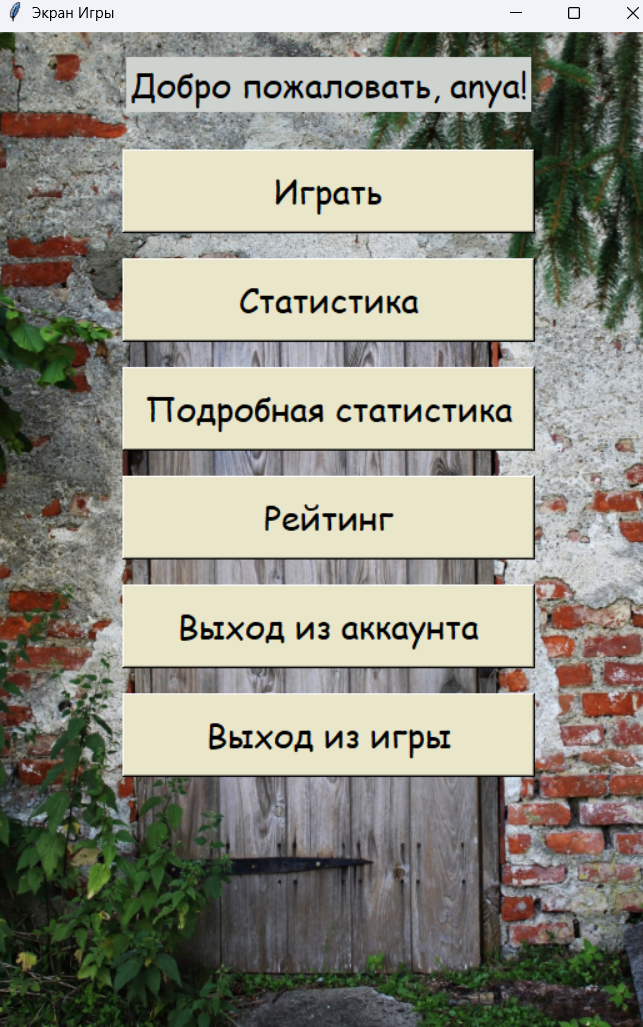 Экран Игры
Добро пожаловать, anya!
Играть
Статистика
Подробная статистика
Рейтинг
Выход из аккаунта
Выход из игры